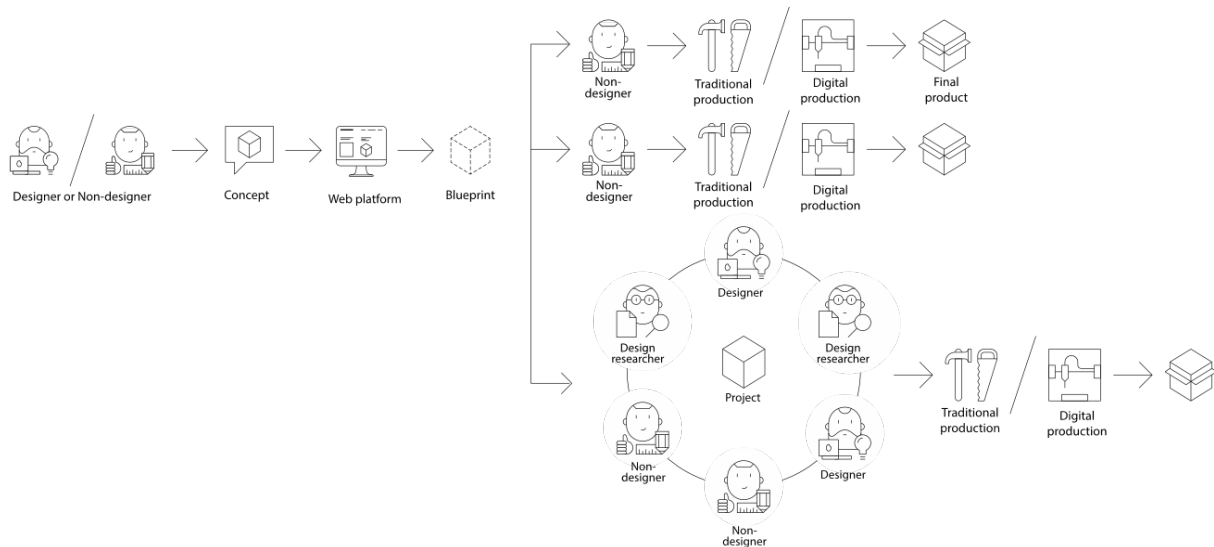 Designer or Non-designer
Concept
Web platform
Blueprint
Non-
designer
Traditional
production
Digital
production
Final
product
Non-
designer
Traditional
production
Digital
production
Designer
Design
researcher
Design
researcher
Project
Non-
designer
Designer
Non-
designer
Traditional
production
Digital
production